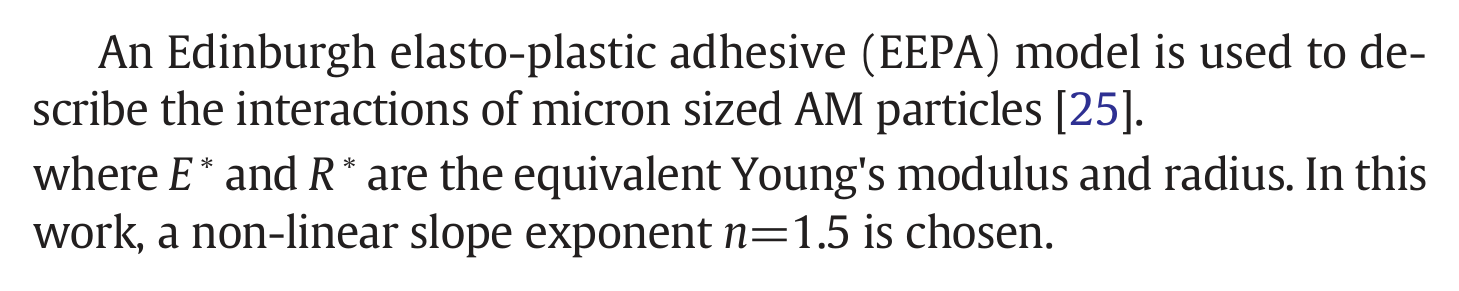 An Edinburgh elasto-plastic adhesive (EEPA) model is used to de-
scribe the interactions of micron sized AM particles [25].
where E* and R* are the equivalent Young's modulus and radius. In this
work, a non-linear slope exponent n=1.5 is chosen.